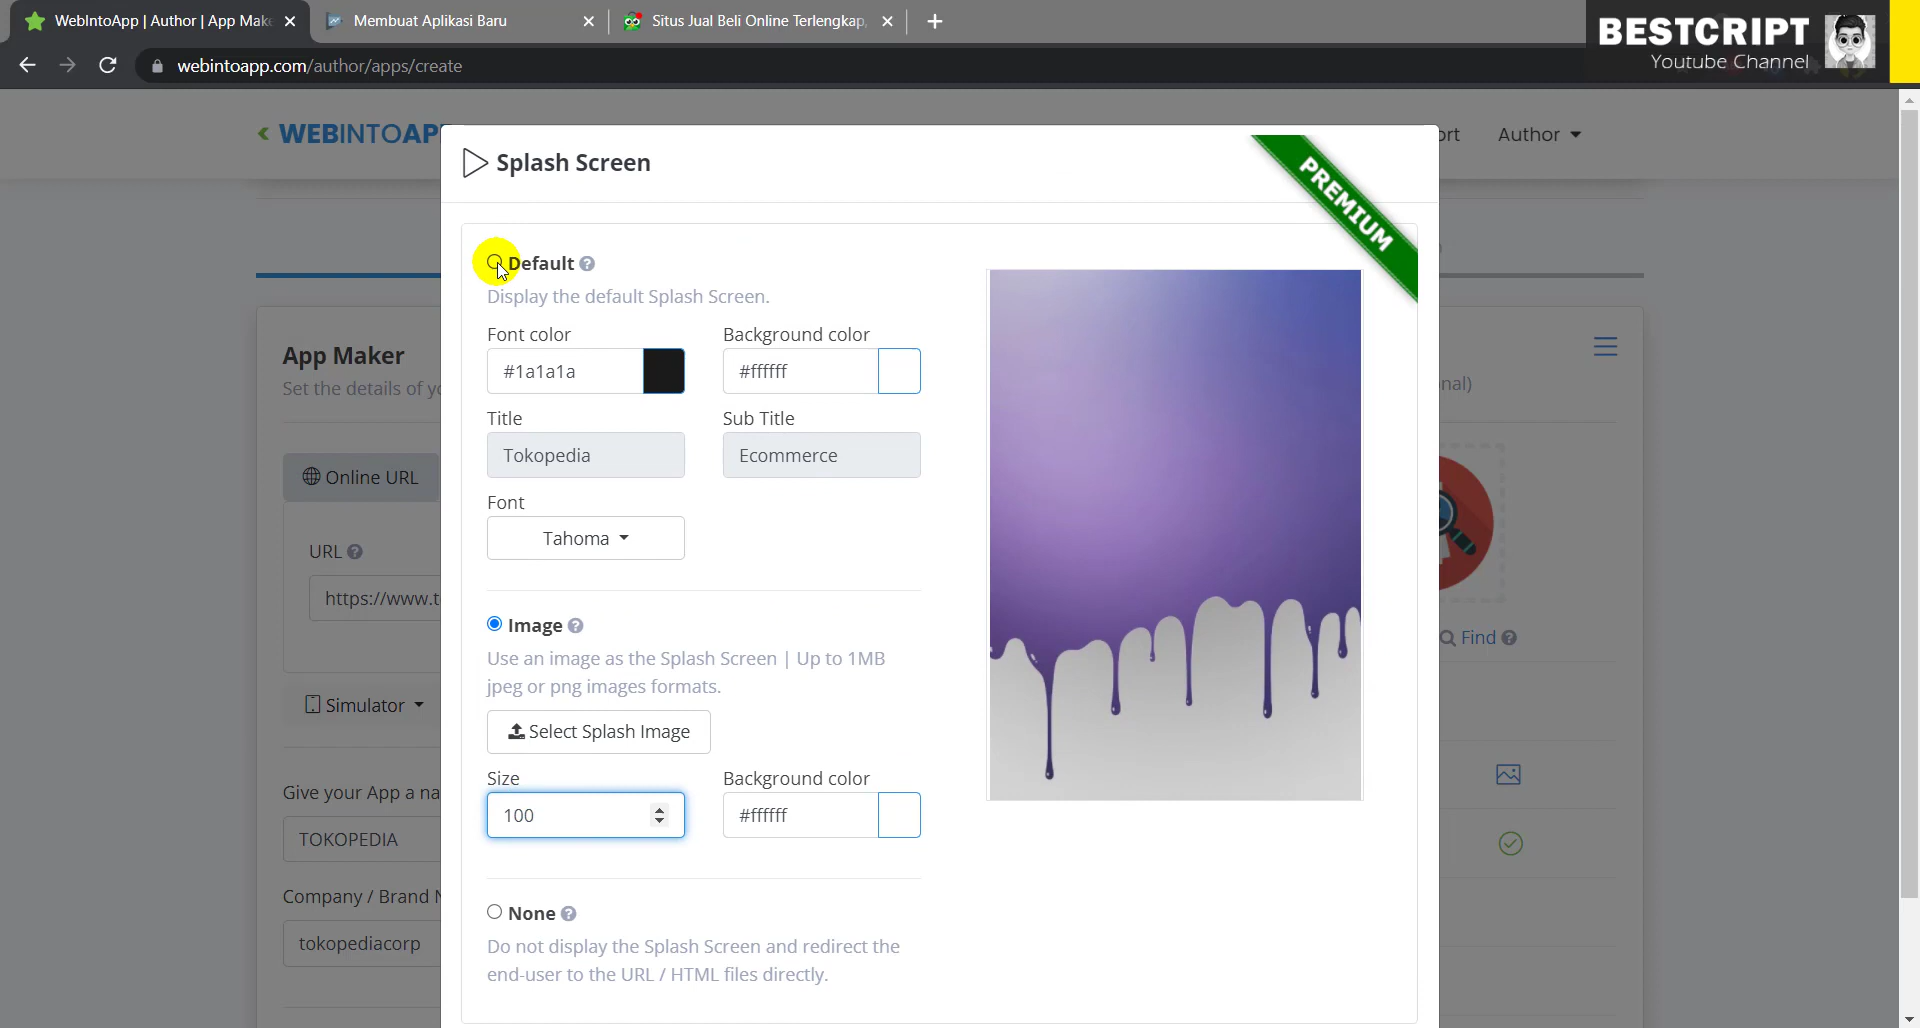 WebIntoApp | Author | App Make
Membuat Aplikasi Baru
Situs Jual Beli Online Terlengkap,
BESTCRIPT
Youtube Channel
webintoapp.com/author/apps/create
WEBINTOAP
ort
Author
Splash Screen
PREMIUM
Default
Display the default Splash Screen.
Font color
Background color
#1a1a1a
#ffffff
Title
Sub Title
Tokopedia
Ecommerce
Font
Tahoma
Image
Use an image as the Splash Screen | Up to 1MB
jpeg or png images formats.
Select Splash Image
Size
Background color
100
#ffffff
None
Do not display the Splash Screen and redirect the
end-user to the URL / HTML files directly.
App Maker
Set the details of yo
Online URL
URL
https://www.t
Simulator
Give your App a na
TOKOPEDIA
Company / Brand N
tokopediacorp
nal)
Find